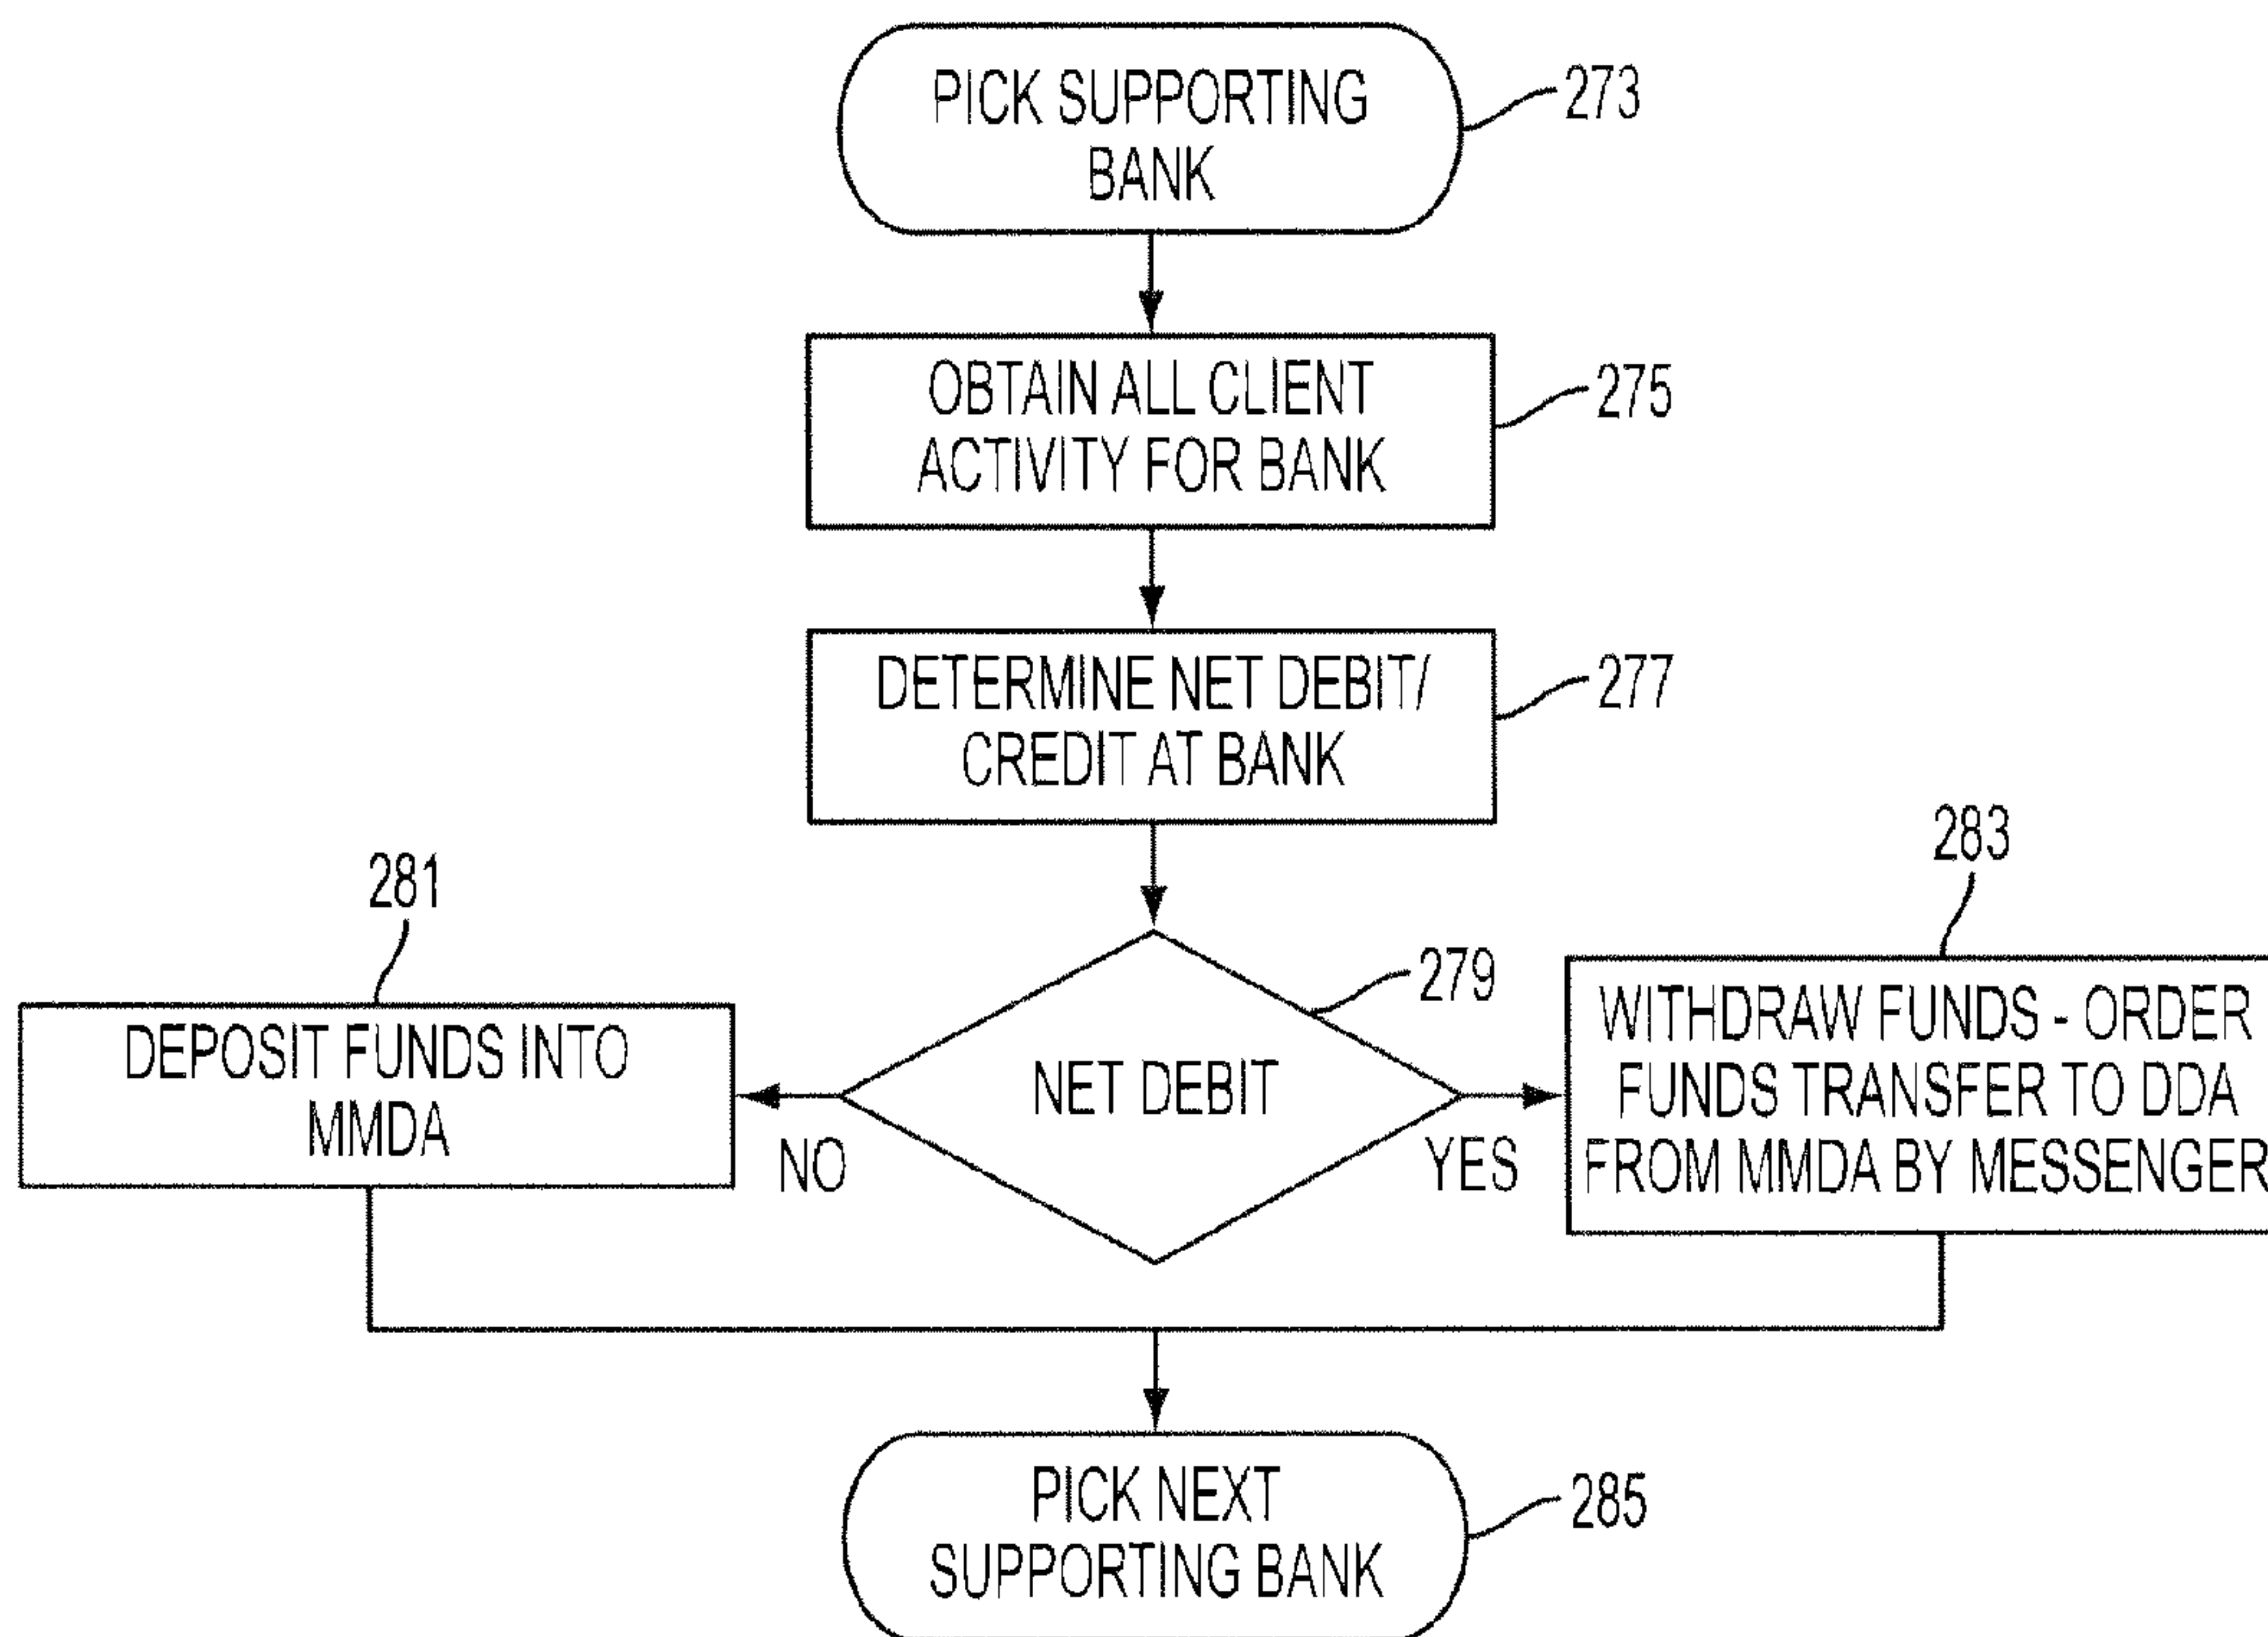 PICK SUPPORTING
BANK
273
OBTAIN ALL CLIENT
ACTIVITY FOR BANK
275
DETERMINE NET DEBIT/
CREDIT AT BANK
277
281
283
279
DEPOSIT FUNDS INTO
MMDA
NET DEBIT
WITHDRAW FUNDS - ORDER
FUNDS TRANSFER TO DDA
FROM MMDA BY MESSENGER
NO
YES
PICK NEXT
SUPPORTING BANK
285